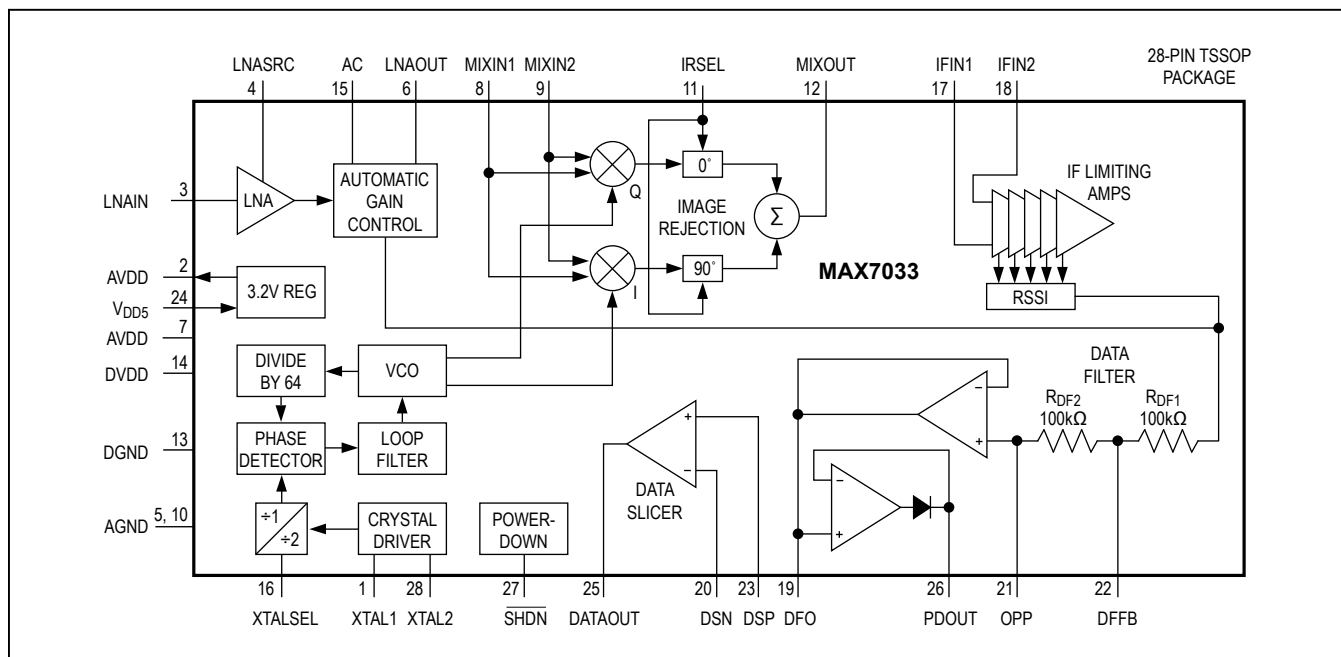 LNASRC
4
AC
15
LNAOUT
6
MIXIN1
8
MIXIN2
9
IRSEL
11
MIXOUT
12
IFIN1
17
IFIN2
18
28-PIN TSSOP
PACKAGE
LNAIN
3
LNA
AUTOMATIC
GAIN
CONTROL
Q
0°
IMAGE
REJECTION
Σ
I
90°
MAX7033
IF LIMITING
AMPS
RSSI
AVDD
2
VDD5
24
3.2V REG
AVDD
7
DVDD
14
DIVIDE
BY 64
VCO
DGND
13
PHASE
DETECTOR
LOOP
FILTER
AGND
5, 10
÷1
÷2
CRYSTAL
DRIVER
POWER-
DOWN
+
−
DATA
SLICER
−
+
−
+
DATA
FILTER
RDF2
100kΩ
RDF1
100kΩ
16
XTALSEL
1
XTAL1
28
XTAL2
27
SHDN
25
DATAOUT
20
DSN
23
DSP
19
DFO
26
PDOUT
21
OPP
22
DFFB